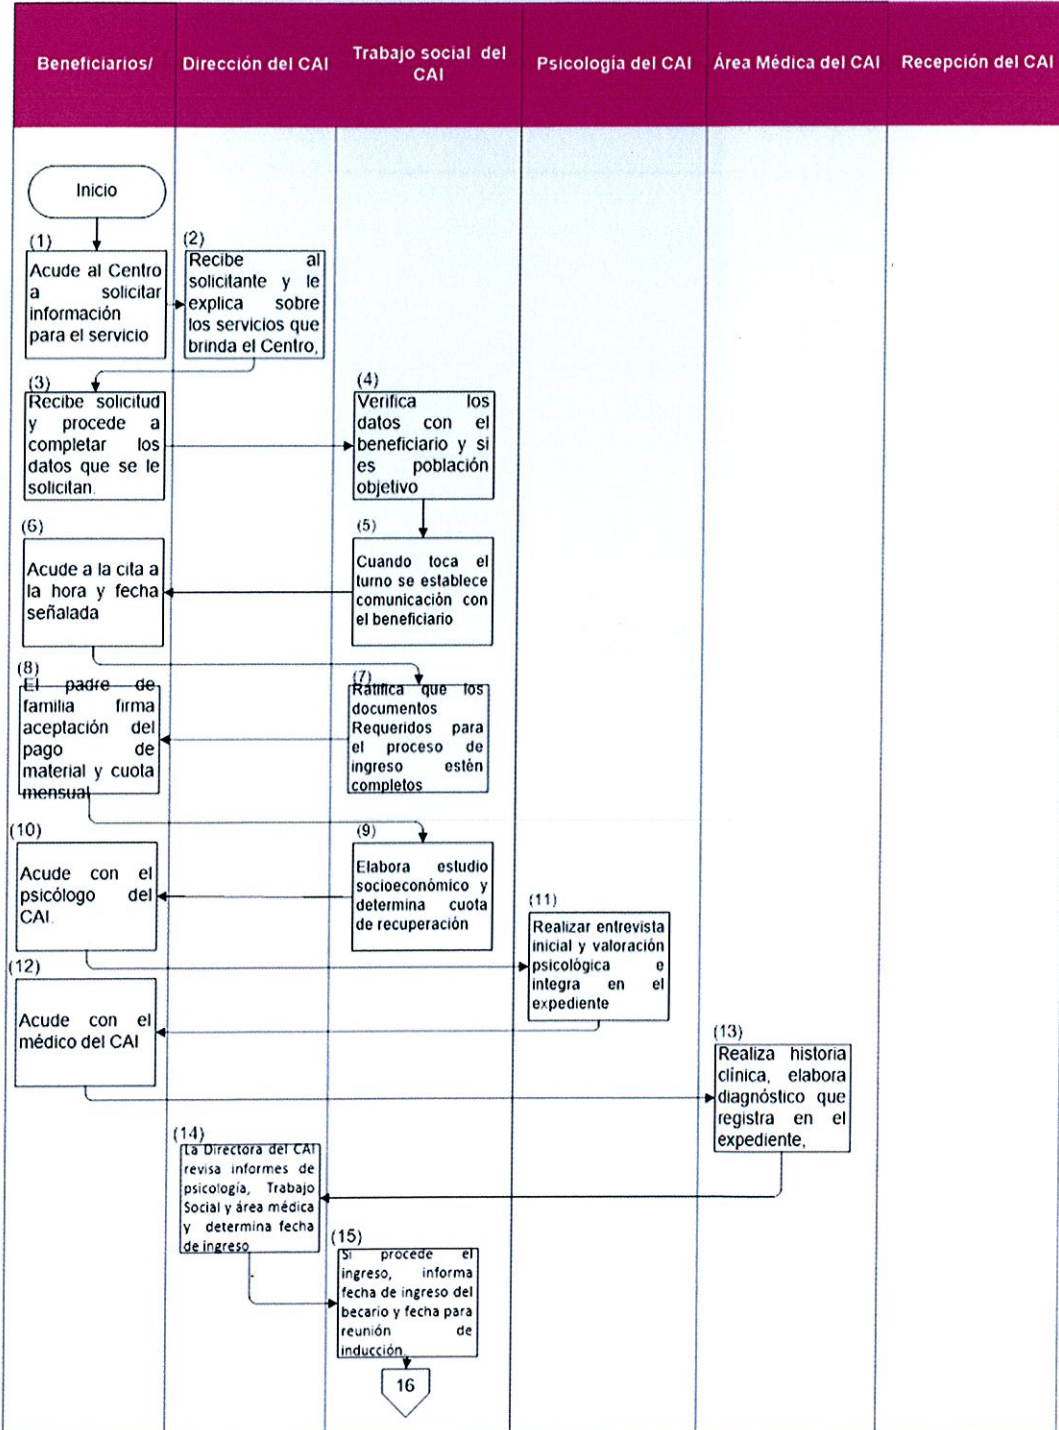 Beneficiarios/
Dirección del CAI
Trabajo social del
CAI
Psicología del CAI
Área Médica del CAI
Recepción del CAI
Inicio
(1)
Acude al Centro
a solicitar
información
para el servicio
(2)
Recibe al
solicitante y le
explica sobre
los servicios que
brinda el Centro,
(3)
Recibe solicitud
y procede a
completar los
datos que se le
solicitan.
(4)
Verifica los
datos con el
beneficiario y si
es población
objetivo
(5)
Cuando toca el
turno se establece
comunicación con
el beneficiario
(6)
Acude a la cita a
la hora y fecha
señalada
(7)
Ratifica que los
documentos
Requeridos para
el proceso de
ingreso estén
completos
(8)
El padre de
familia firma
aceptación del
pago de
material y cuota
mensual
(9)
Elabora estudio
socioeconómico y
determina cuota
de recuperación
(10)
Acude con el
psicólogo del
CAI.
(11)
Realizar entrevista
inicial y valoración
psicológica e
integra en el
expediente
(12)
Acude con el
médico del CAI
(13)
Realiza historia
clínica, elabora
diagnóstico que
registra en el
expediente,
(14)
La Directora del CAI
revisa informes de
psicología, Trabajo
Social y área médica
y determina fecha
de ingreso
(15)
Si procede el
ingreso, informa
fecha de ingreso del
becario y fecha para
reunión de
inducción
16